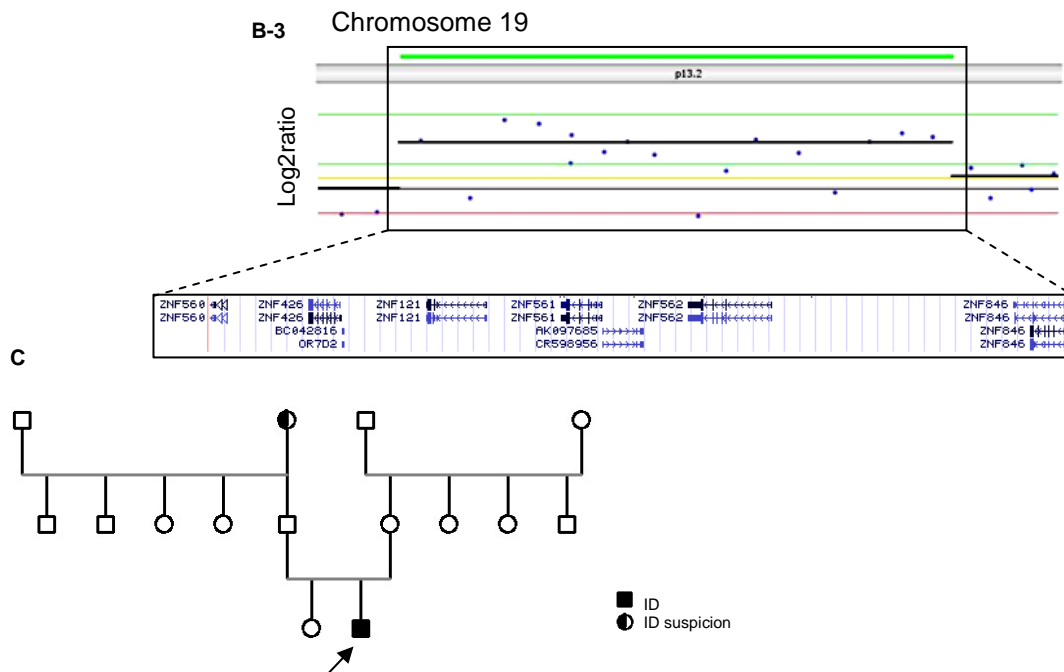 B-3 Chromosome 19
p13.2
Log2ratio
ZNF560 ZNF426 ZNF121 ZNF561 ZNF562 ZNF846
ZNF560 ZNF426 ZNF121 ZNF561 ZNF562 ZNF846
BC042816 AK097685 ZNF846
OR7D2 CR598956 ZNF846
C
ID
ID suspicion